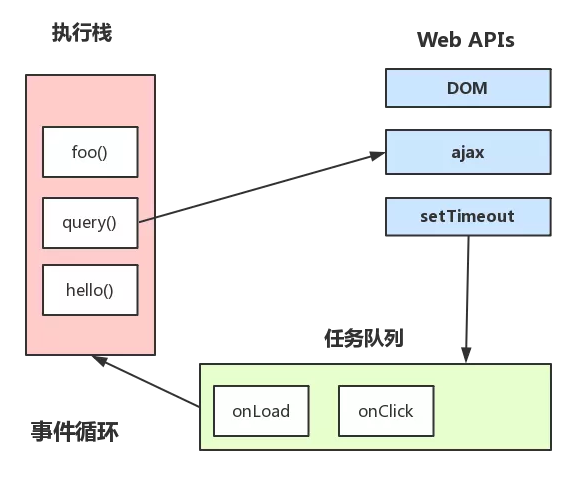 执行栈
Web APIs
DOM
foo()
ajax
query()
setTimeout
hello()
任务队列
onLoad
onClick
事件循环